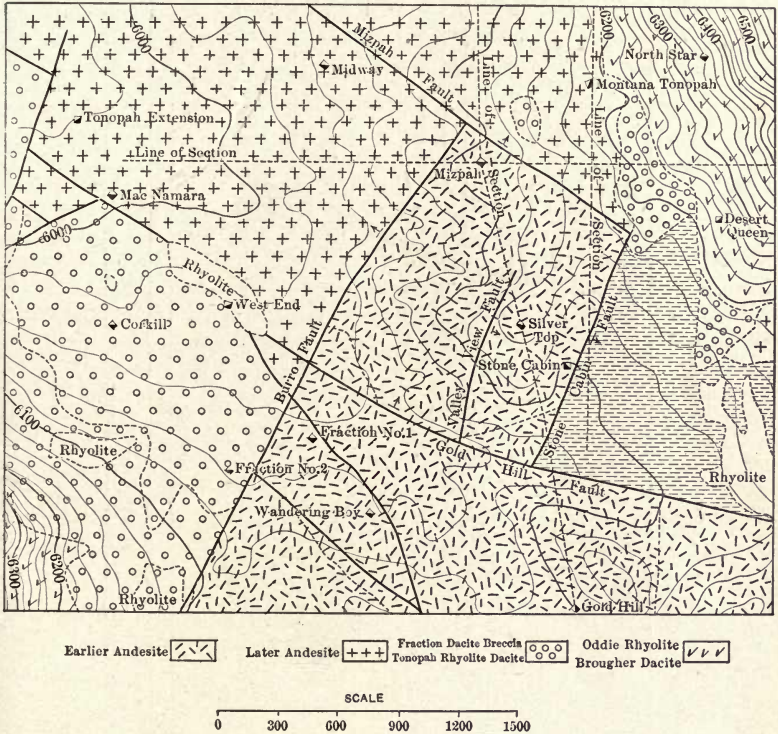 6000
Mizpah
Fault
Line of
Section
6200
6300
6400
6500
North Star
Midway
Montana Tonopah
Line of
Section
Tonopah Extension
Line of Section
Mizpah
Mac Namara
Desert
Queen
6000
Rhyolite
West End
Corkill
Burro Fault
Valley View Fault
Silver
Top
Stone Cabin
Stone Cabin Fault
6100
Fraction No.1
Gold Hill Fault
Rhyolite
Fraction No.2
Rhyolite
Wandering Boy
6300
6200
Rhyolite
Gold Hill
Earlier Andesite
Later Andesite
Fraction Dacite Breccia
Tonopah Rhyolite Dacite
Oddie Rhyolite
Brougher Dacite
SCALE
0 300 600 900 1200 1500